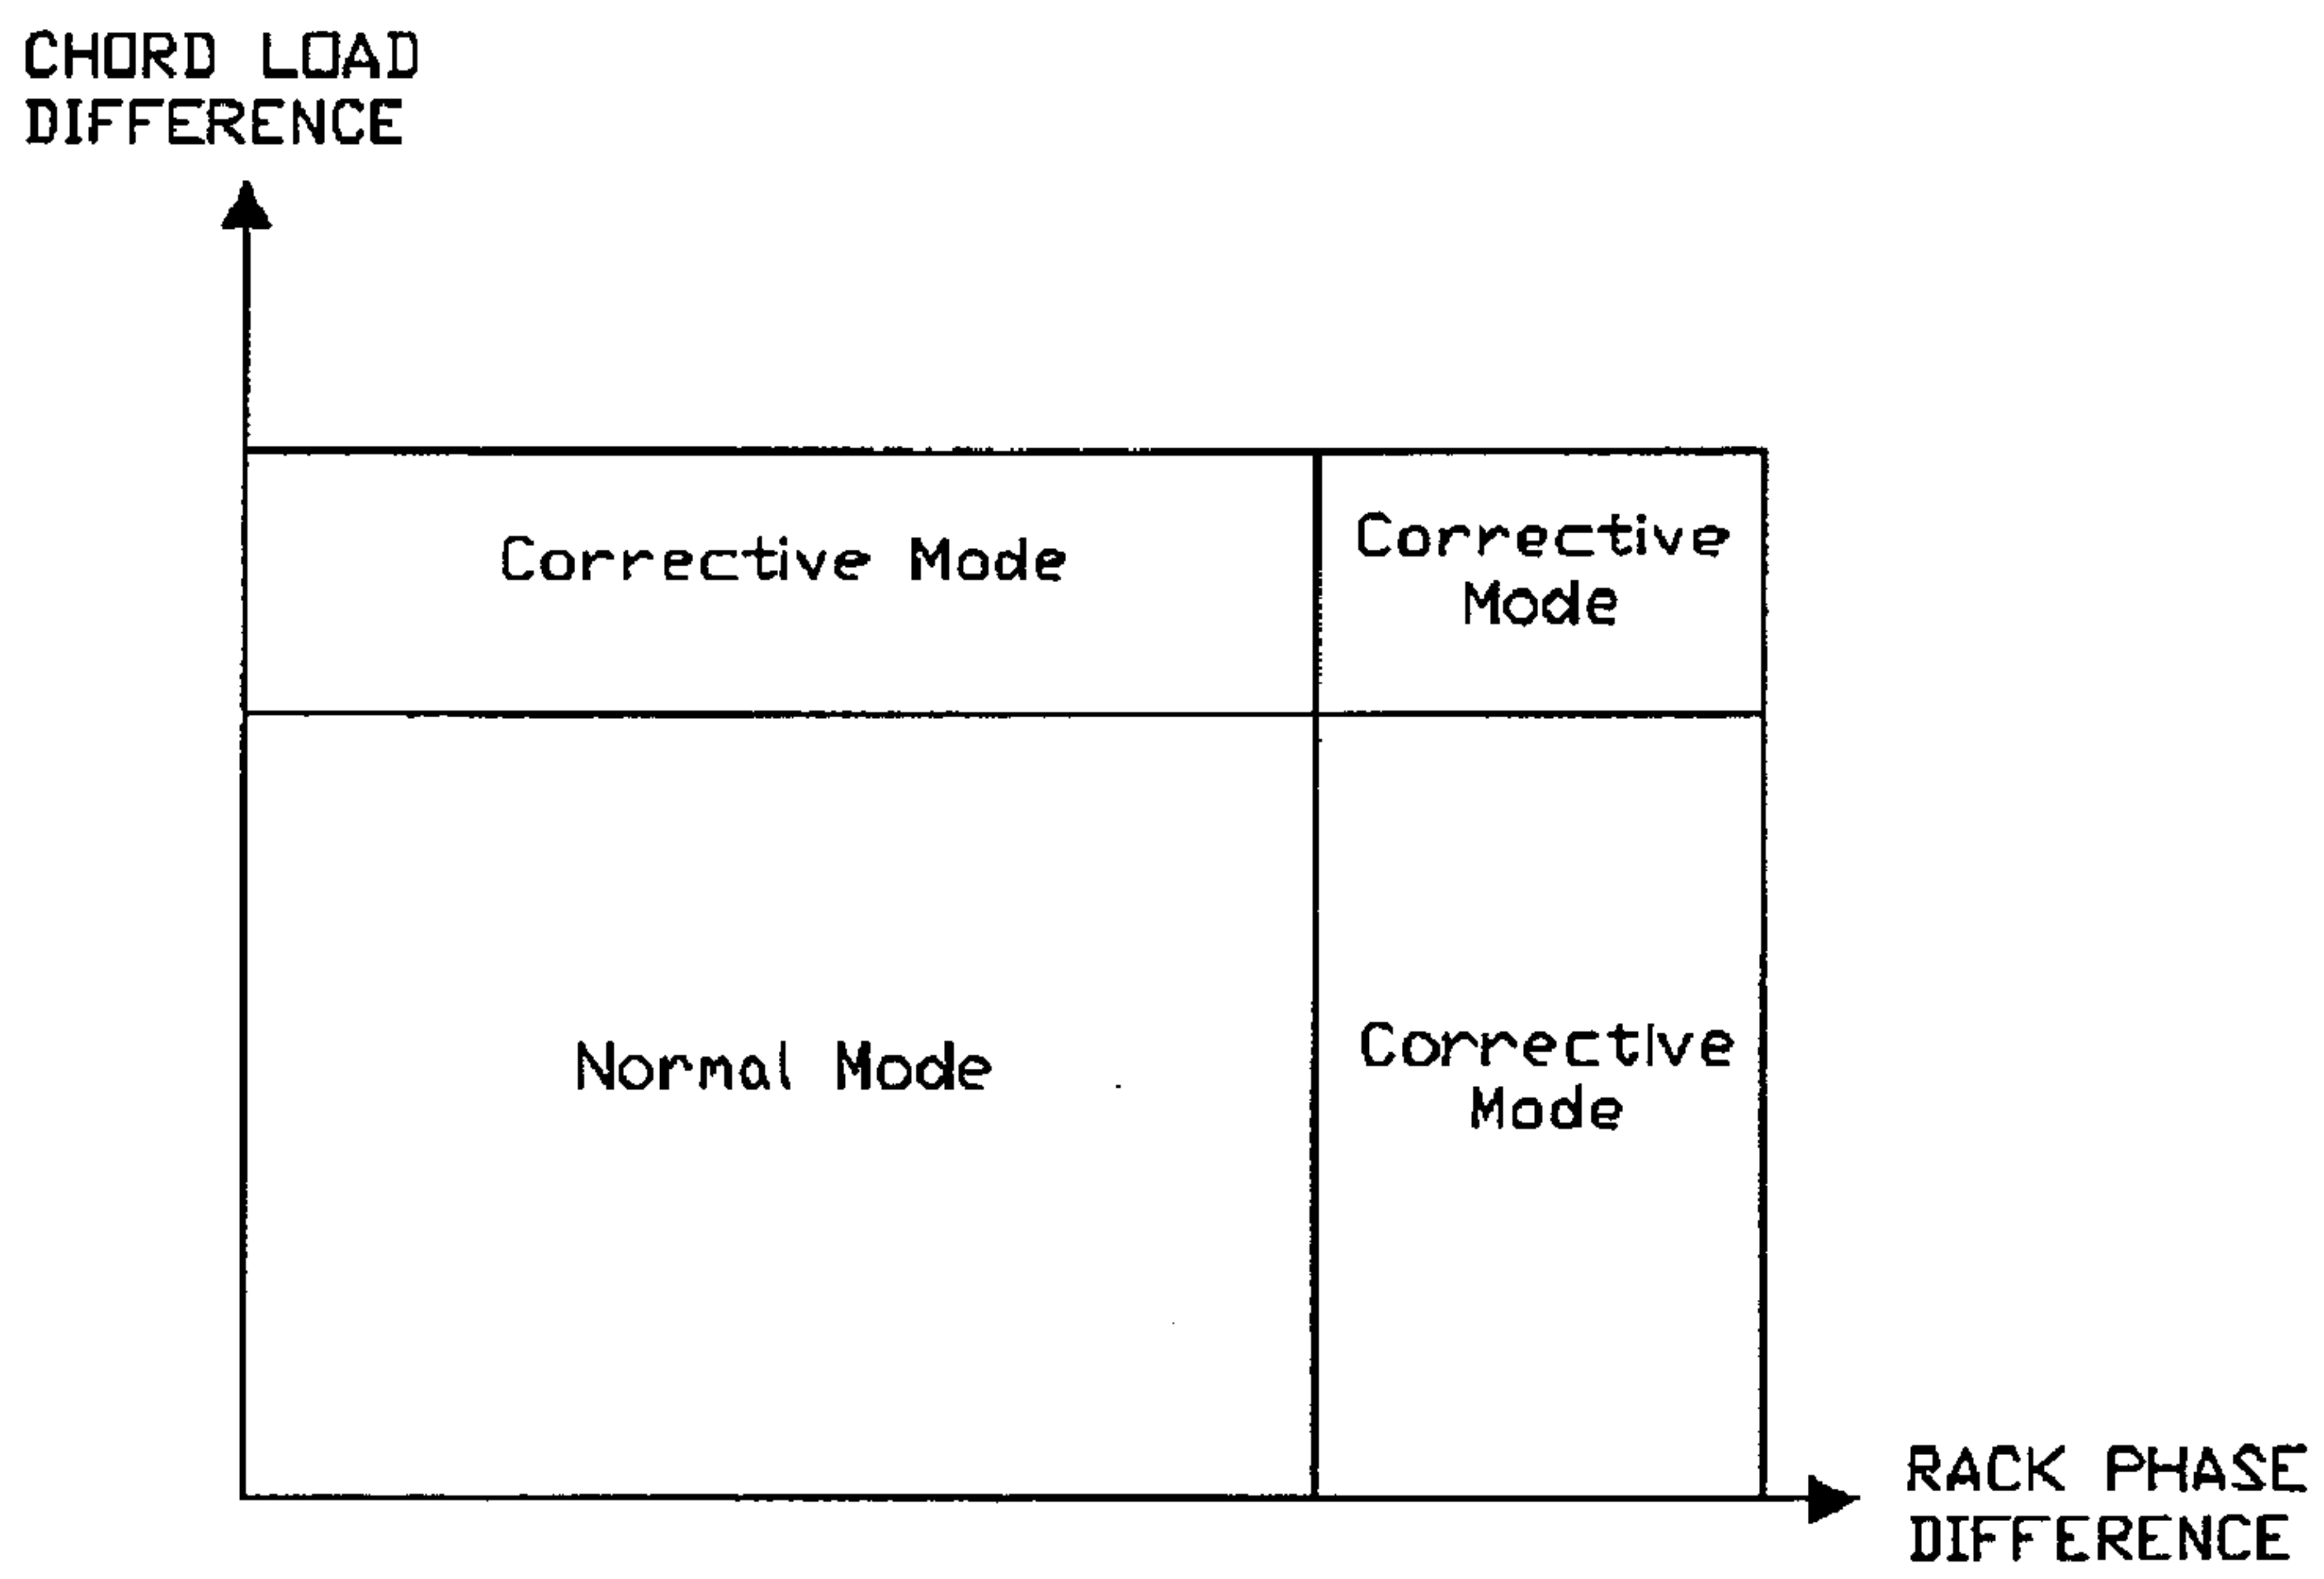 CHORD LOAD
DIFFERENCE
Corrective Mode
Corrective
Mode
Normal Mode
Corrective
Mode
RACK PHASE
DIFFERENCE